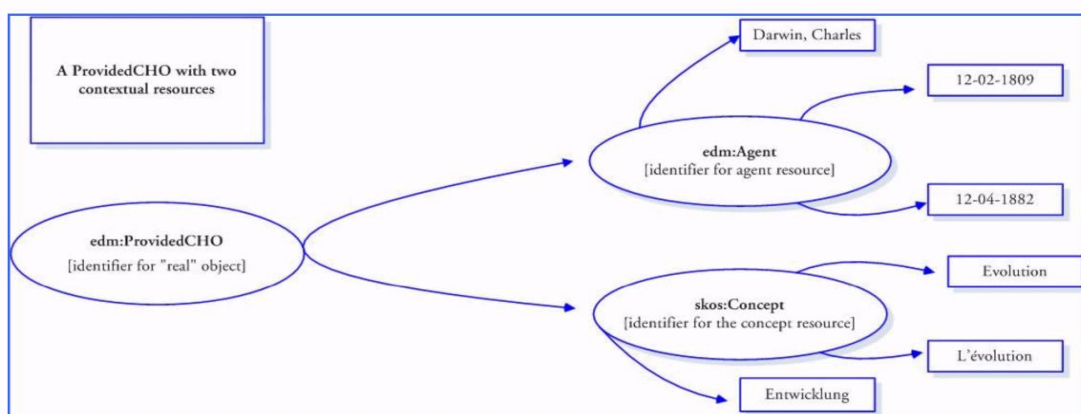 A ProvidedCHO with two
contextual resources
Darwin, Charles
12-02-1809
edm:Agent
[identifier for agent resource]
12-04-1882
edm:ProvidedCHO
[identifier for "real" object]
Evolution
skos:Concept
[identifier for the concept resource]
L'évolution
Entwicklung